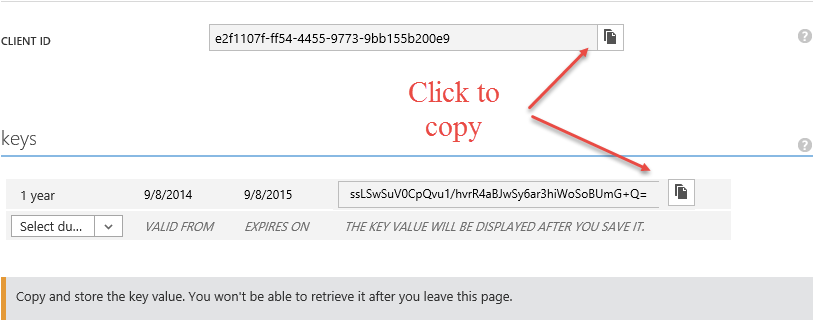 CLIENT ID
e2f1107f-ff54-4455-9773-9bb155b200e9
?
Click to
copy
keys
?
1 year 9/8/2014 9/8/2015 ssLSwSuV0CpQvu1/hvrR4aBJwSy6ar3hiWoSoBUmG+Q=
Select du... VALID FROM EXPIRES ON THE KEY VALUE WILL BE DISPLAYED AFTER YOU SAVE IT.
Copy and store the key value. You won't be able to retrieve it after you leave this page.